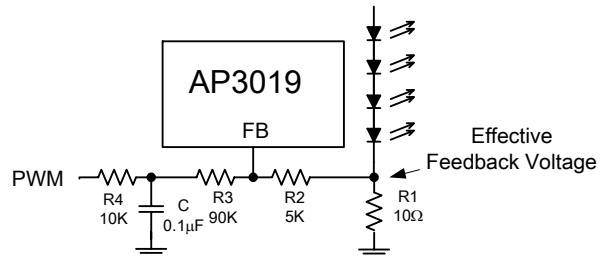 AP3019
FB
Effective
Feedback Voltage
PWM
R4
10K
C
0.1μF
R3
90K
R2
5K
R1
10Ω